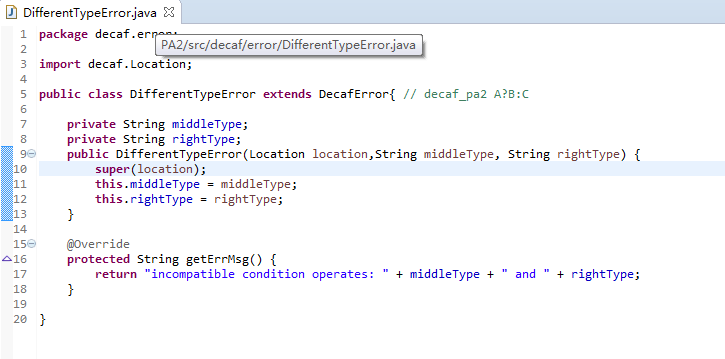 DifferentTypeError.java
1 package decaf.error;
PA2/src/decaf/error/DifferentTypeError.java
2
3 import decaf.Location;
4
5 public class DifferentTypeError extends DecafError{ // decaf_pa2 A?B:C
6
7 private String middleType;
8 private String rightType;
9 public DifferentTypeError(Location location,String middleType, String rightType) {
10 super(location);
11 this.middleType = middleType;
12 this.rightType = rightType;
13 }
14
15 @Override
16 protected String getErrMsg() {
17 return "incompatible condition operates: " + middleType + " and " + rightType;
18 }
19
20 }